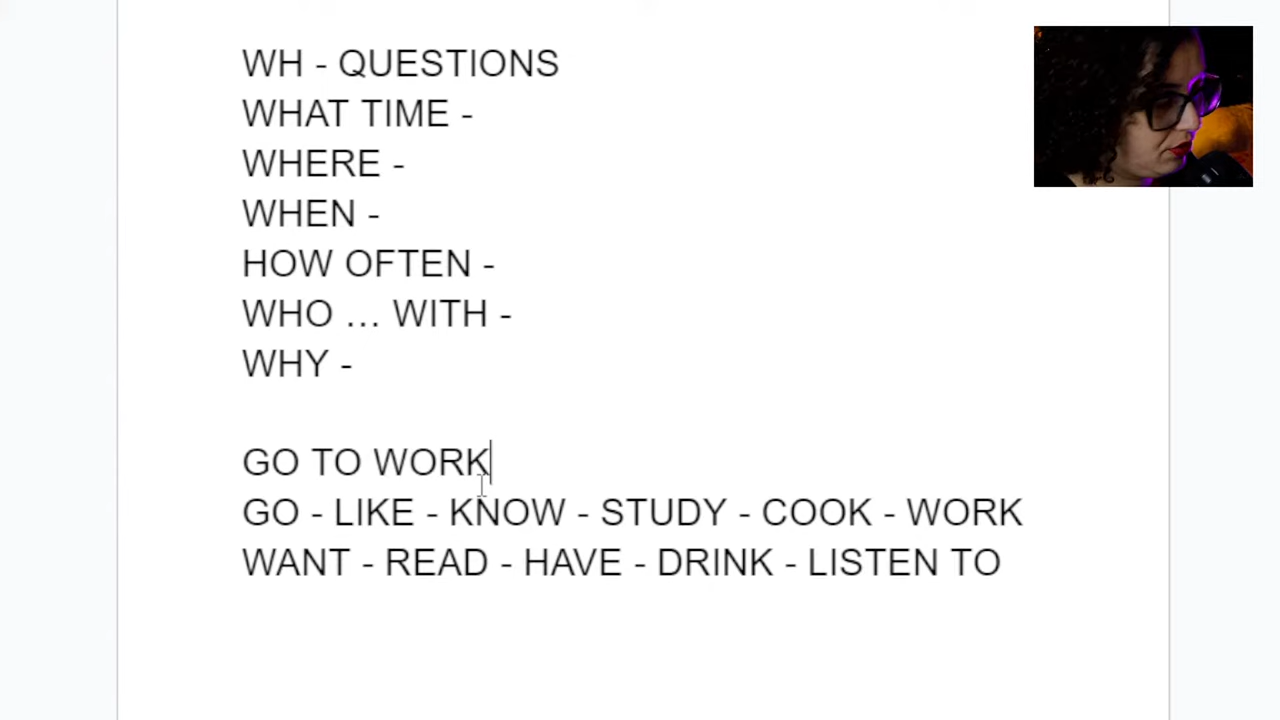 WH - QUESTIONS
WHAT TIME -
WHERE -
WHEN -
HOW OFTEN -
WHO … WITH -
WHY -
GO TO WORK
GO - LIKE - KNOW - STUDY - COOK - WORK
WANT - READ - HAVE - DRINK - LISTEN TO